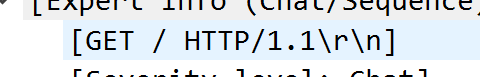 [Expert Info (Chat/Sequence)
[GET / HTTP/1.1\r\n]
[Severity level: Chat]